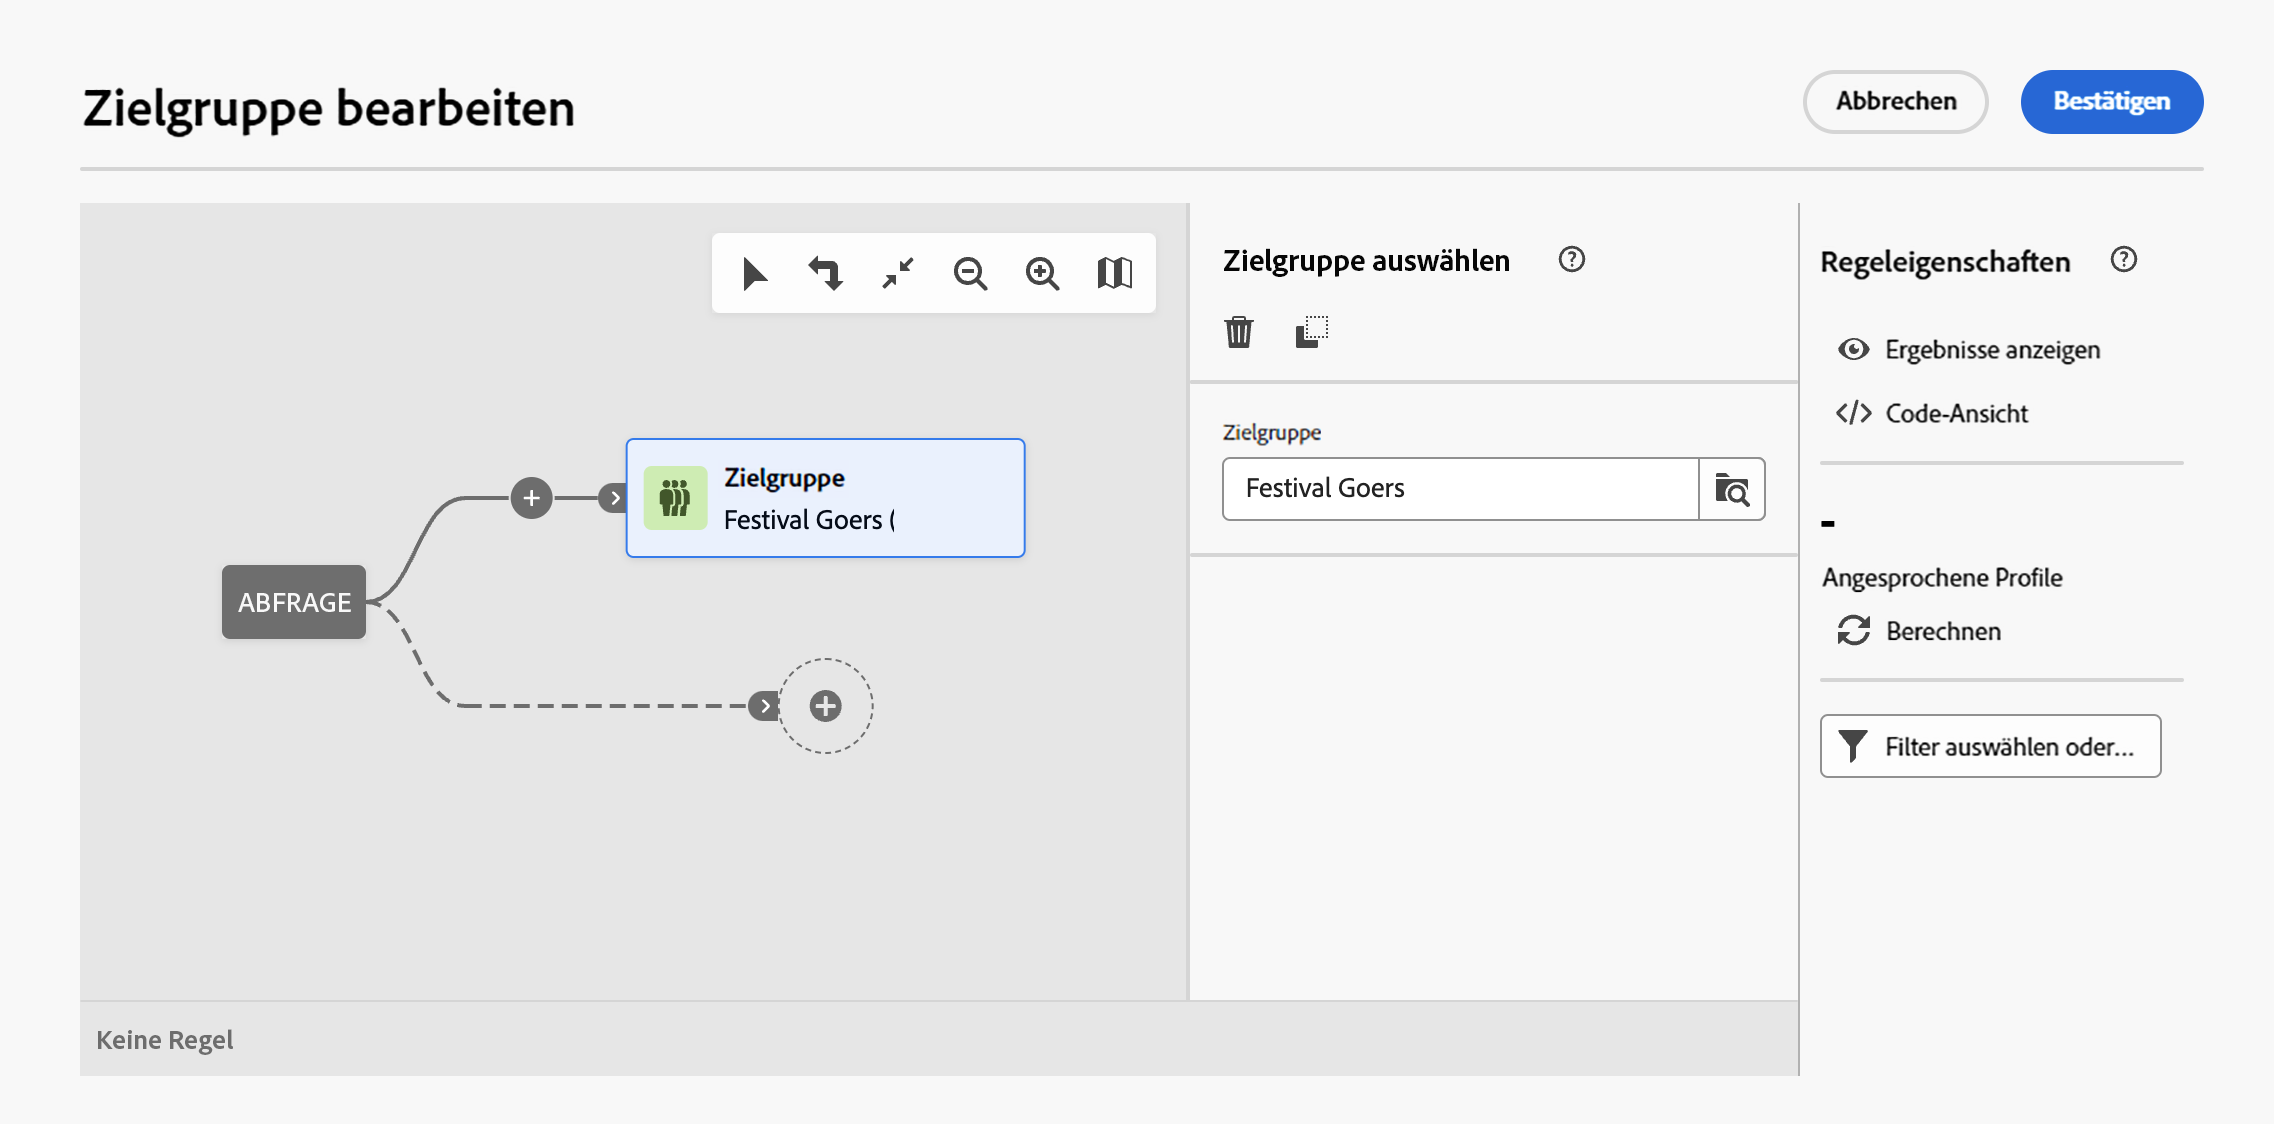 Zielgruppe bearbeiten
Abbrechen
Bestätigen
Zielgruppe
Festival Goers (
ABFRAGE
Keine Regel
Zielgruppe auswählen
Zielgruppe
Festival Goers
Regeleigenschaften
Ergebnisse anzeigen
Code-Ansicht
-
Angesprochene Profile
Berechnen
Filter auswählen oder...